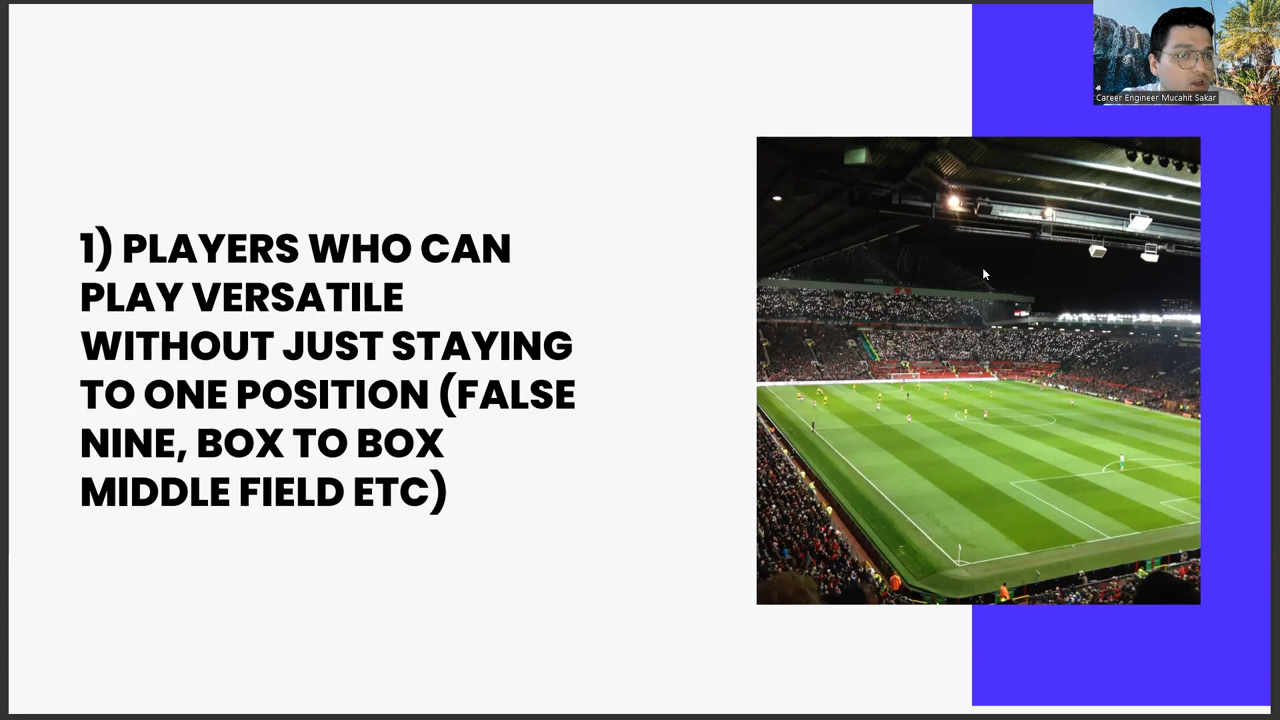 Career Engineer Mucahit Sakar
1) PLAYERS WHO CAN
PLAY VERSATILE
WITHOUT JUST STAYING
TO ONE POSITION (FALSE
NINE, BOX TO BOX
MIDDLE FIELD ETC)